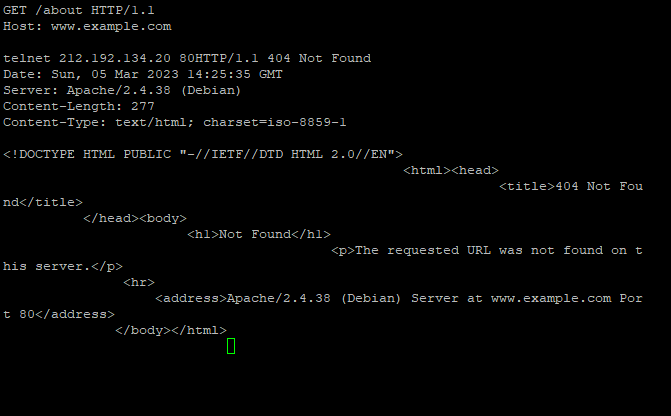 GET /about HTTP/1.1
Host: www.example.com
telnet 212.192.134.20 80HTTP/1.1 404 Not Found
Date: Sun, 05 Mar 2023 14:25:35 GMT
Server: Apache/2.4.38 (Debian)
Content-Length: 277
Content-Type: text/html; charset=iso-8859-1
<!DOCTYPE HTML PUBLIC "-//IETF//DTD HTML 2.0//EN">
<html><head>
<title>404 Not Fou
nd</title>
</head><body>
<h1>Not Found</h1>
<p>The requested URL was not found on t
his server.</p>
<hr>
<address>Apache/2.4.38 (Debian) Server at www.example.com Por
t 80</address>
</body></html>